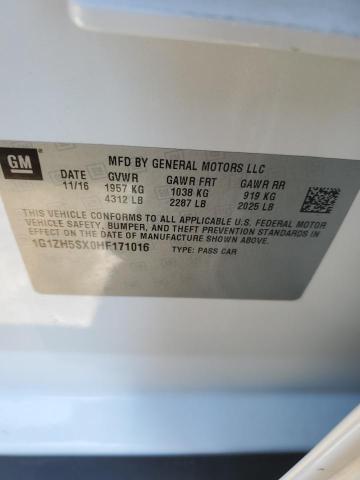 GM
MFD BY GENERAL MOTORS LLC
DATE GVWR GAWR FRT GAWR RR
11/16 1957 KG 1038 KG 919 KG
4312 LB 2287 LB 2025 LB
THIS VEHICLE CONFORMS TO ALL APPLICABLE U.S. FEDERAL MOTOR
VEHICLE SAFETY, BUMPER, AND THEFT PREVENTION STANDARDS
IN EFFECT ON THE DATE OF MANUFACTURE SHOWN ABOVE.
1G1ZH5SX0HF171016 TYPE: PASS CAR